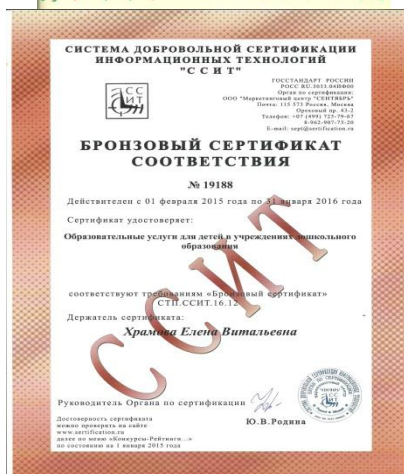 СИСТЕМА ДОБРОВОЛЬНОЙ СЕРТИФИКАЦИИ
ИНФОРМАЦИОННЫХ ТЕХНОЛОГИЙ
"С С И Т"
ГОССТАНДАРТ РОССИИ
РОСС RU.3033.04ИФ00
Орган по сертификации:
ООО "Маркетинговый центр "СЕНТЯБРЬ"
Почта: 115 573 Россия, Москва
Ореховый пр. 43-2
Телефон: +07 (499) 725-79-67
8-962-907-75-20
E-mail: sept@sertification.ru
АСС
ИТ
БРОНЗОВЫЙ СЕРТИФИКАТ
СООТВЕТСТВИЯ
№ 19188
Действителен с 01 февраля 2015 года по 31 января 2016 года
Сертификат удостоверяет:
Образовательные услуги для детей в учреждениях дошкольного
образования
соответствуют требованиям «Бронзовый сертификат»
СТП.ССИТ.16.12
Держатель сертификата:
Храмова Елена Витальевна
ССИТ
Руководитель Органа по сертификации
Ю.В.Родина
Достоверность сертификата
можно проверить на сайте
www.sertification.ru
далее по меню «Конкурсы-Рейтинги...»
по состоянию на 1 января 2015 года